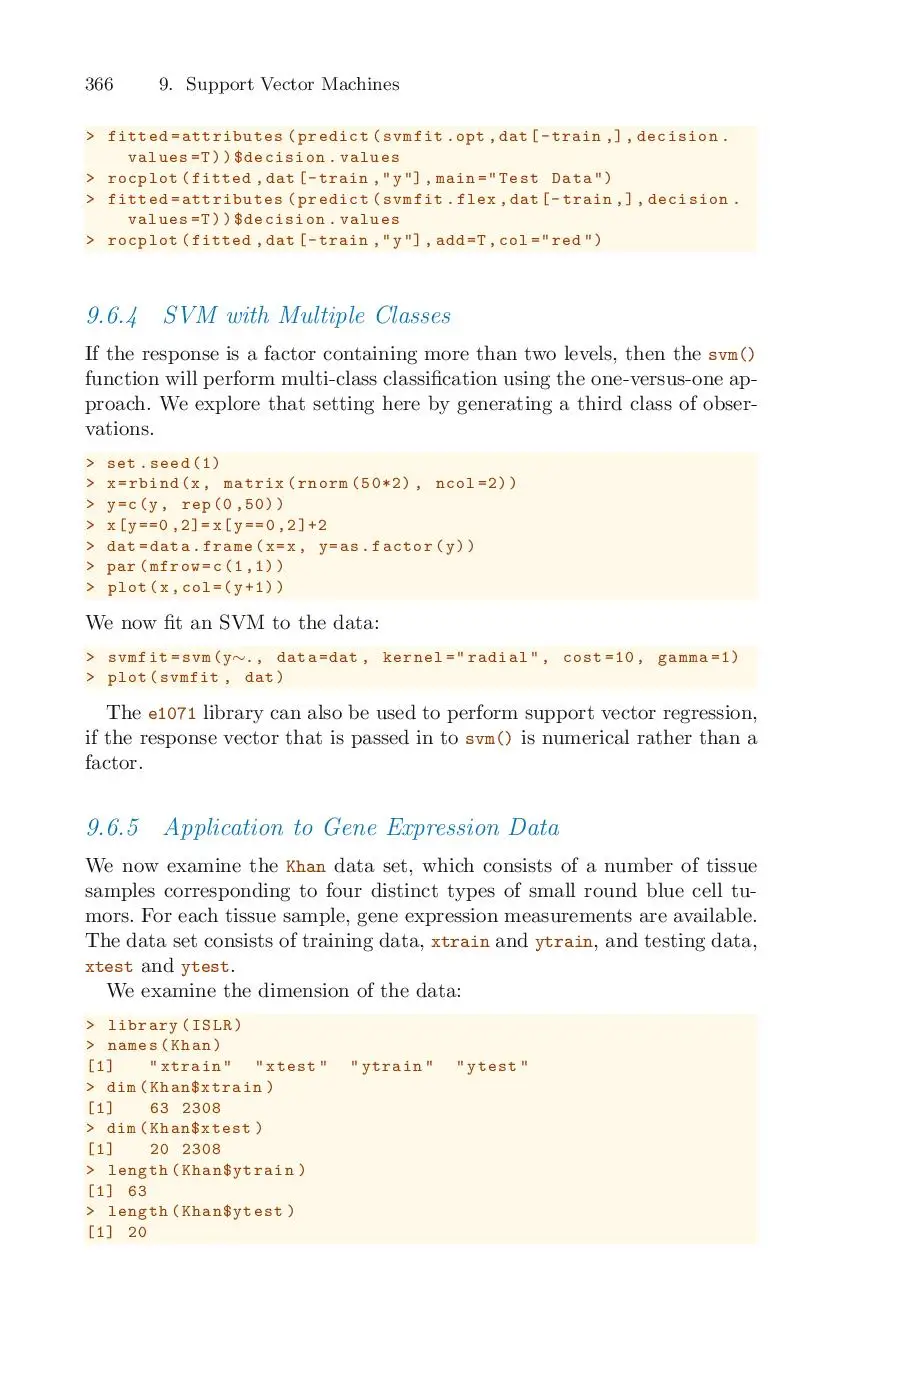 366 9. Support Vector Machines
> fitted=attributes(predict(svmfit.opt,dat[-train,],decision.
values=T))$decision.values
> rocplot(fitted,dat[-train,"y"],main="Test Data")
> fitted=attributes(predict(svmfit.flex,dat[-train,],decision.
values=T))$decision.values
> rocplot(fitted,dat[-train,"y"],add=T,col="red")
9.6.4 SVM with Multiple Classes
If the response is a factor containing more than two levels, then the svm()
function will perform multi-class classification using the one-versus-one ap-
proach. We explore that setting here by generating a third class of obser-
vations.
> set.seed(1)
> x=rbind(x, matrix(rnorm(50*2), ncol=2))
> y=c(y, rep(0,50))
> x[y==0,2]=x[y==0,2]+2
> dat=data.frame(x=x, y=as.factor(y))
> par(mfrow=c(1,1))
> plot(x,col=(y+1))
We now fit an SVM to the data:
> svmfit=svm(y∼., data=dat, kernel="radial", cost=10, gamma=1)
> plot(svmfit, dat)
The e1071 library can also be used to perform support vector regression,
if the response vector that is passed in to svm() is numerical rather than a
factor.
9.6.5 Application to Gene Expression Data
We now examine the Khan data set, which consists of a number of tissue
samples corresponding to four distinct types of small round blue cell tu-
mors. For each tissue sample, gene expression measurements are available.
The data set consists of training data, xtrain and ytrain, and testing data,
xtest and ytest.
We examine the dimension of the data:
> library(ISLR)
> names(Khan)
[1] "xtrain" "xtest" "ytrain" "ytest"
> dim(Khan$xtrain)
[1] 63 2308
> dim(Khan$xtest)
[1] 20 2308
> length(Khan$ytrain)
[1] 63
> length(Khan$ytest)
[1] 20